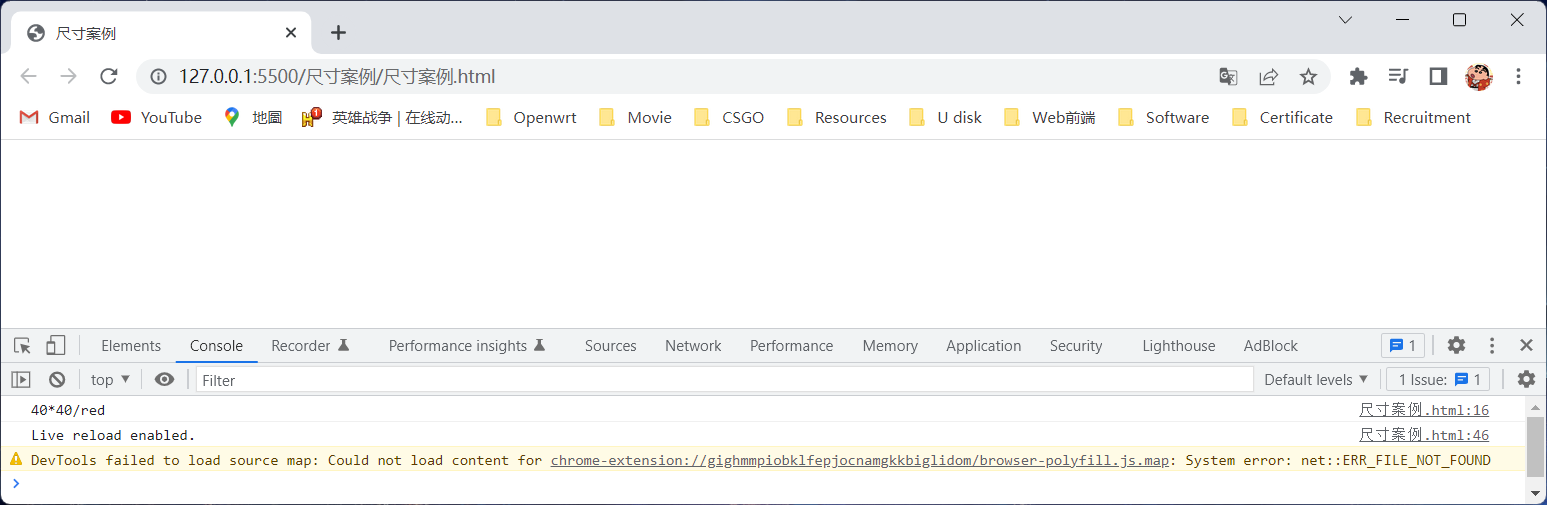 尺寸案例
127.0.0.1:5500/尺寸案例/尺寸案例.html
Gmail YouTube 地圖 英雄战争 | 在线动... Openwrt Movie CSGO Resources U disk Web前端 Software Certificate Recruitment
Elements Console Recorder Performance insights Sources Network Performance Memory Application Security Lighthouse AdBlock 1
top Filter Default levels 1 Issue: 1
40*40/red 尺寸案例.html:16
Live reload enabled. 尺寸案例.html:46
DevTools failed to load source map: Could not load content for chrome-extension://gighmmpiobklfepjocnamgkkbiglidom/browser-polyfill.js.map: System error: net::ERR_FILE_NOT_FOUND